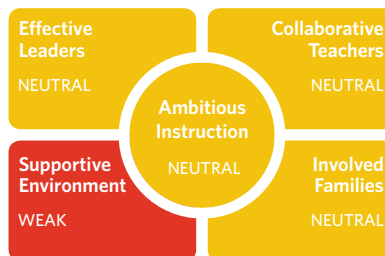 Effective
Leaders
NEUTRAL
Collaborative
Teachers
NEUTRAL
Ambitious
Instruction
NEUTRAL
Supportive
Environment
WEAK
Involved
Families
NEUTRAL